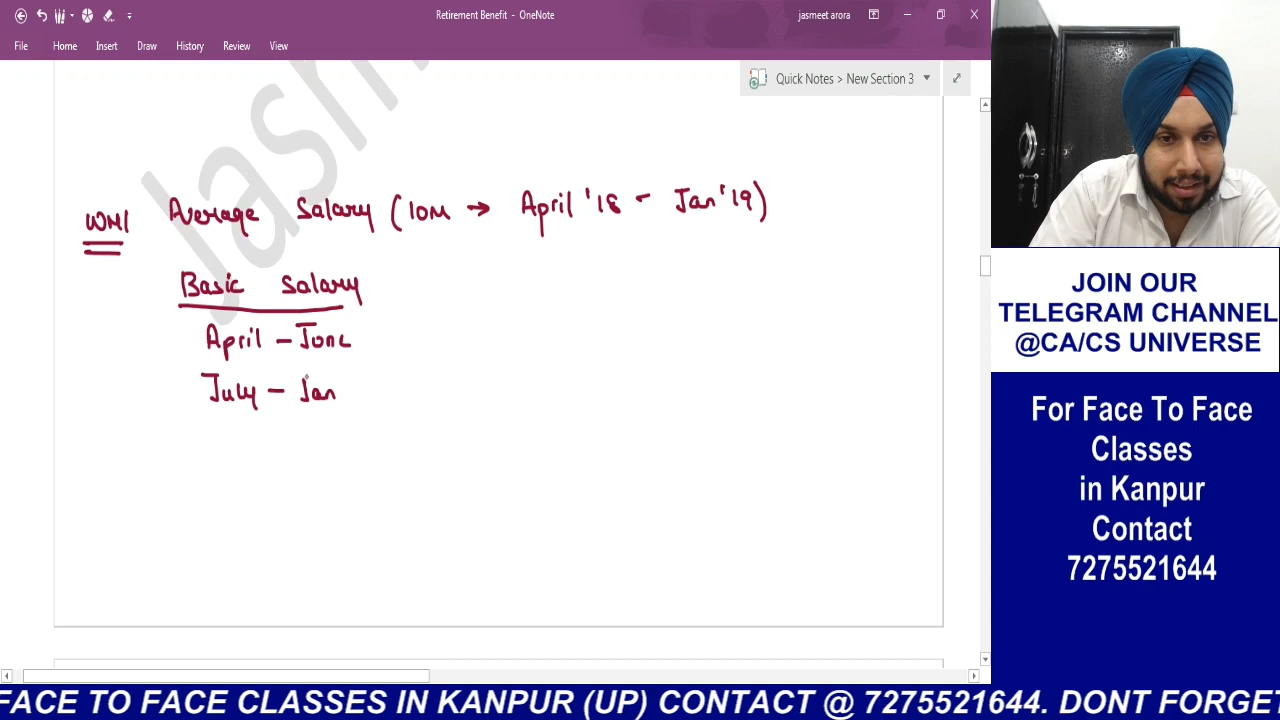 Retirement Benefit - OneNote
jasmeet arora
File Home Insert Draw History Review View
Quick Notes > New Section 3
Jash
WN1 Average Salary (10M → April '18 - Jan '19)
Basic Salary
April - June
July - Jan
JOIN OUR
TELEGRAM CHANNEL
@CA/CS UNIVERSE
For Face To Face
Classes
in Kanpur
Contact
7275521644
FACE TO FACE CLASSES IN KANPUR (UP) CONTACT @ 7275521644. DONT FORGET